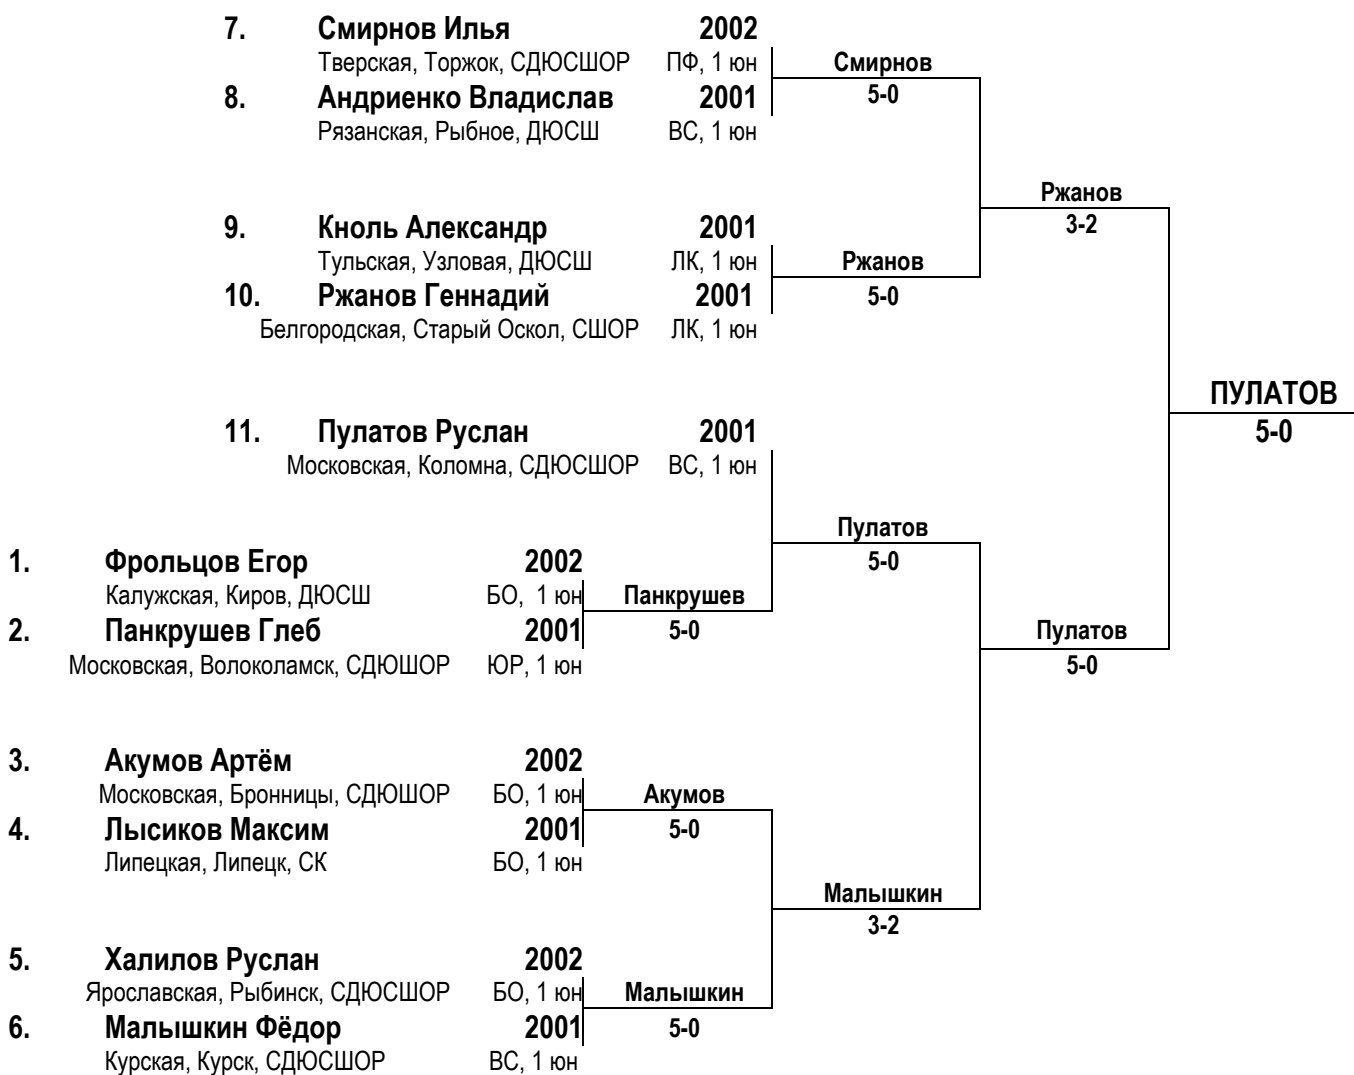 7. Смирнов Илья 2002
Тверская, Торжок, СДЮСШОР ПФ, 1 юн Смирнов
8. Андриенко Владислав 2001 5-0
Рязанская, Рыбное, ДЮСШ ВС, 1 юн
Ржанов
9. Кноль Александр 2001 3-2
Тульская, Узловая, ДЮСШ ЛК, 1 юн Ржанов
10. Ржанов Геннадий 2001 5-0
Белгородская, Старый Оскол, СШОР ЛК, 1 юн
ПУЛАТОВ
11. Пулатов Руслан 2001 5-0
Московская, Коломна, СДЮСШОР ВС, 1 юн
Пулатов
1. Фрольцов Егор 2002 5-0
Калужская, Киров, ДЮСШ БО, 1 юн Панкрушев
2. Панкрушев Глеб 2001 5-0 Пулатов
Московская, Волоколамск, СДЮШОР ЮР, 1 юн 5-0
3. Акумов Артём 2002
Московская, Бронницы, СДЮШОР БО, 1 юн Акумов
4. Лысиков Максим 2001 5-0
Липецкая, Липецк, СК БО, 1 юн
Малышкин
3-2
5. Халилов Руслан 2002
Ярославская, Рыбинск, СДЮСШОР БО, 1 юн Малышкин
6. Малышкин Фёдор 2001 5-0
Курская, Курск, СДЮСШОР ВС, 1 юн